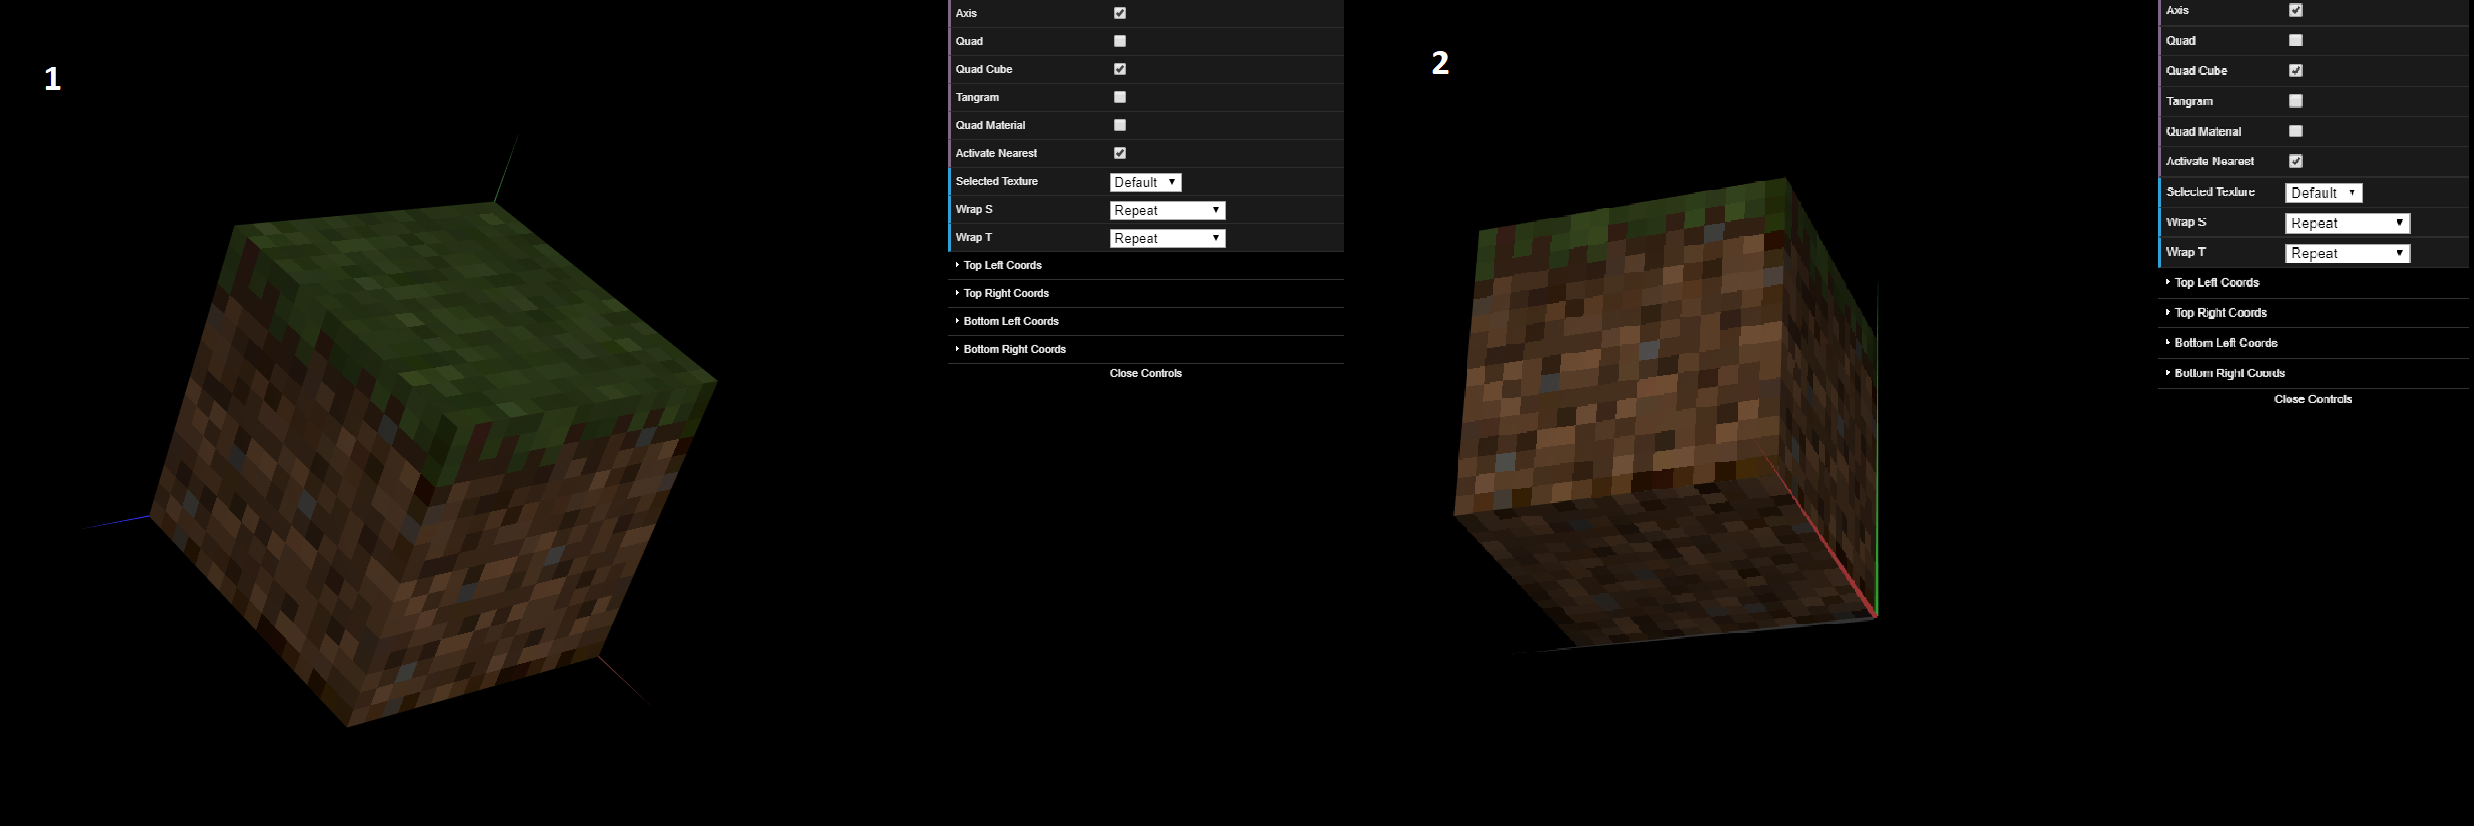 1
Axis
Quad
Quad Cube
Tangram
Quad Material
Activate Nearest
Selected Texture Default
Wrap S Repeat
Wrap T Repeat
Top Left Coords
Top Right Coords
Bottom Left Coords
Bottom Right Coords
Close Controls
2
Axis
Quad
Quad Cube
Tangram
Quad Material
Activate Nearest
Selected Texture Default
Wrap S Repeat
Wrap T Repeat
Top Left Coords
Top Right Coords
Bottom Left Coords
Bottom Right Coords
Close Controls